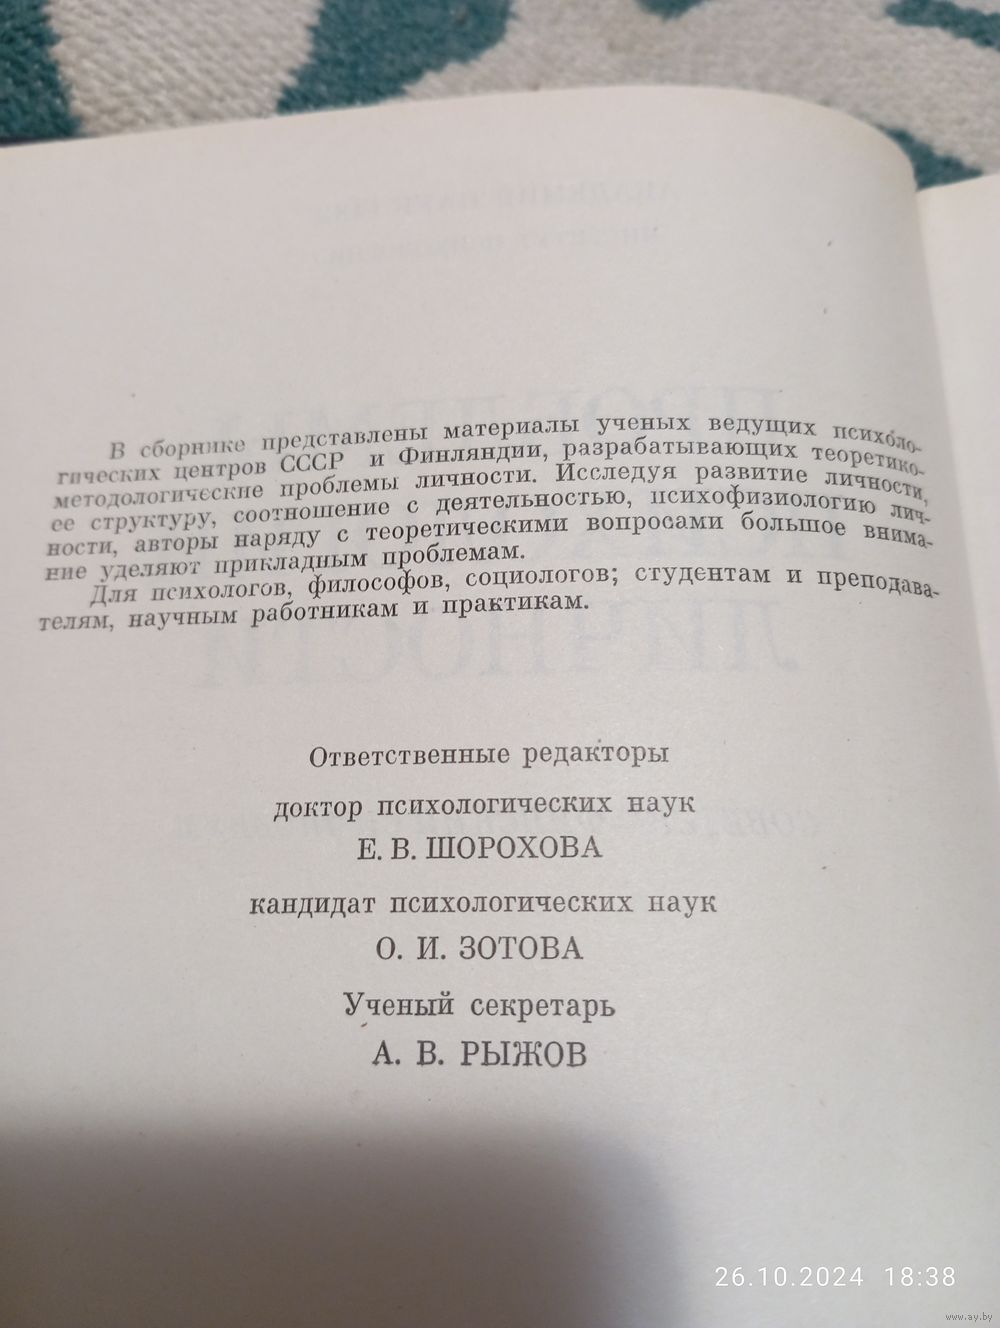 В сборнике представлены материалы ученых ведущих психоло-
гических центров СССР и Финляндии, разрабатывающих теоретико-
методологические проблемы личности. Исследуя развитие личности,
ее структуру, соотношение с деятельностью, психофизиологию лич-
ности, авторы наряду с теоретическими вопросами большое внима-
ние уделяют прикладным проблемам.
Для психологов, философов, социологов; студентам и преподава-
телям, научным работникам и практикам.
Ответственные редакторы
доктор психологических наук
Е. В. ШОРОХОВА
кандидат психологических наук
О. И. ЗОТОВА
Ученый секретарь
А. В. РЫЖОВ
26.10.2024 18:38
www.ay.by